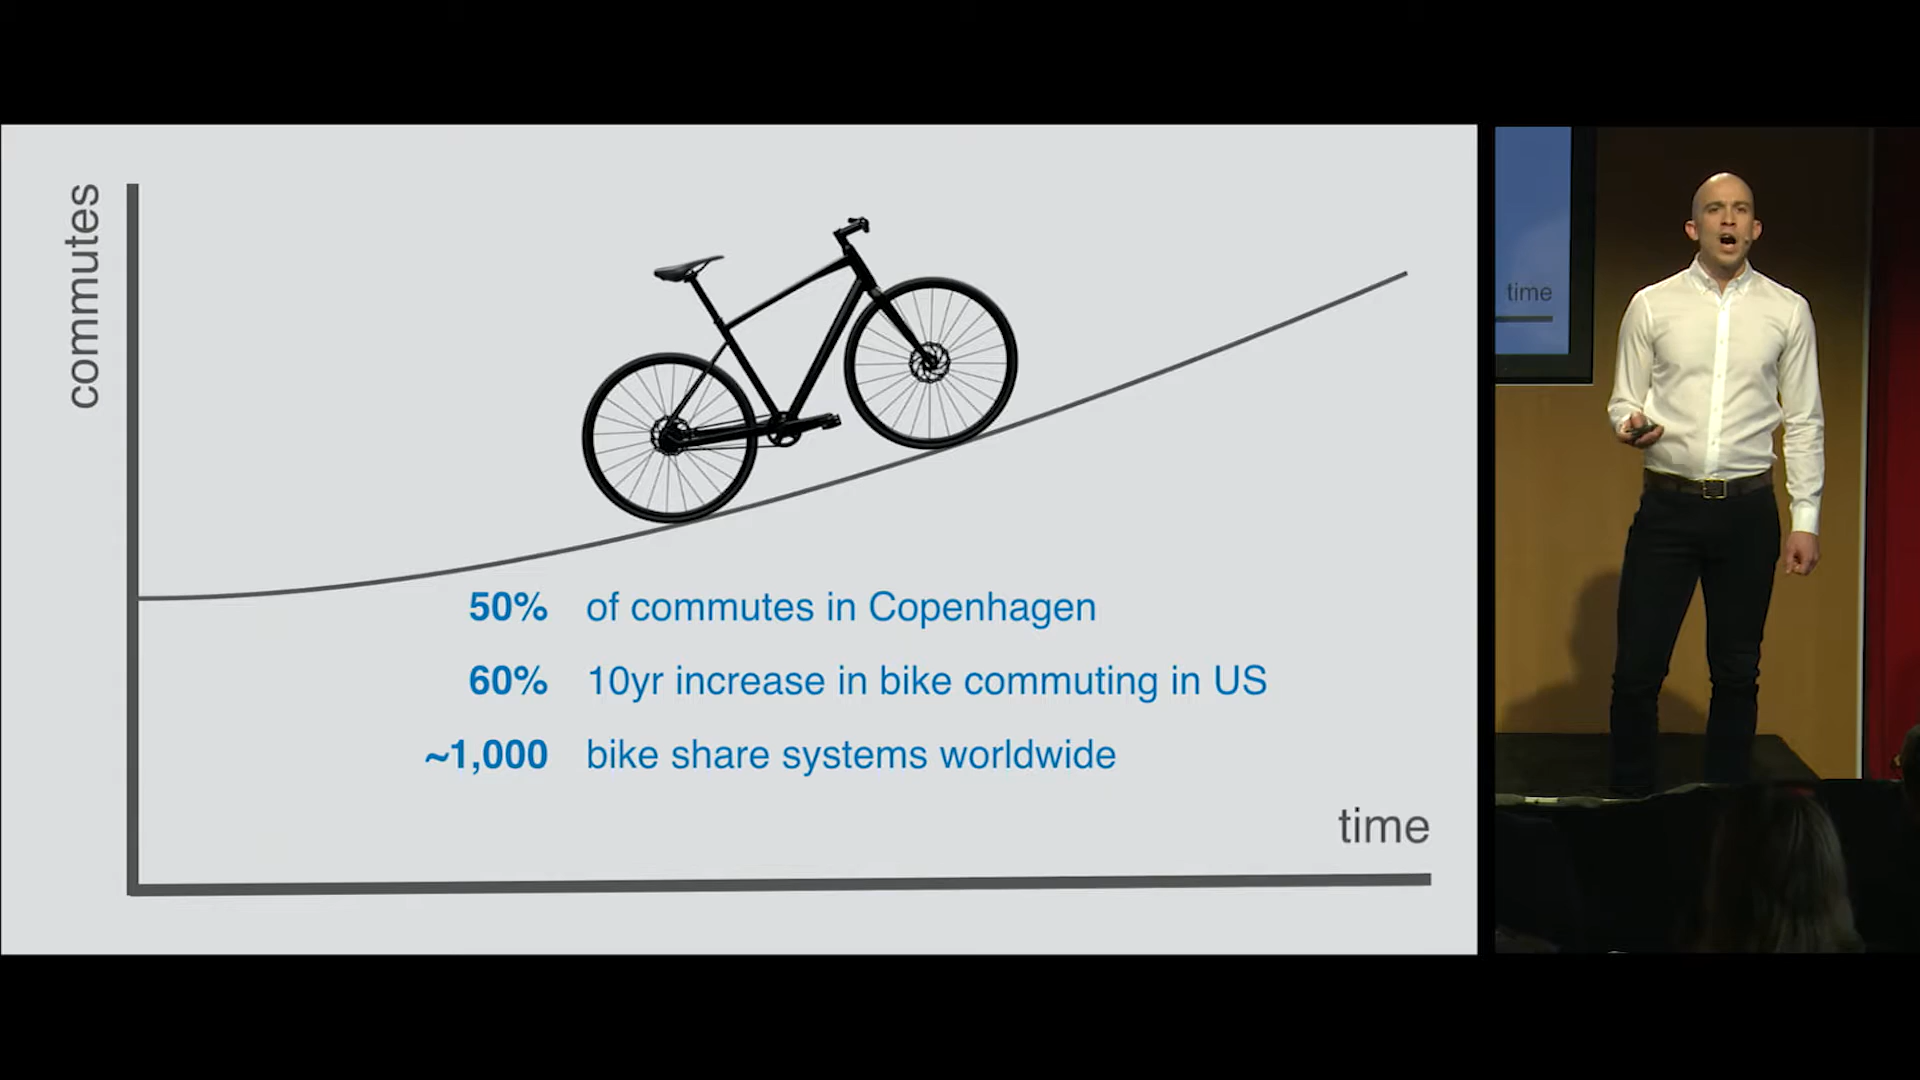 commutes
50% of commutes in Copenhagen
60% 10yr increase in bike commuting in US
~1,000 bike share systems worldwide
time
time